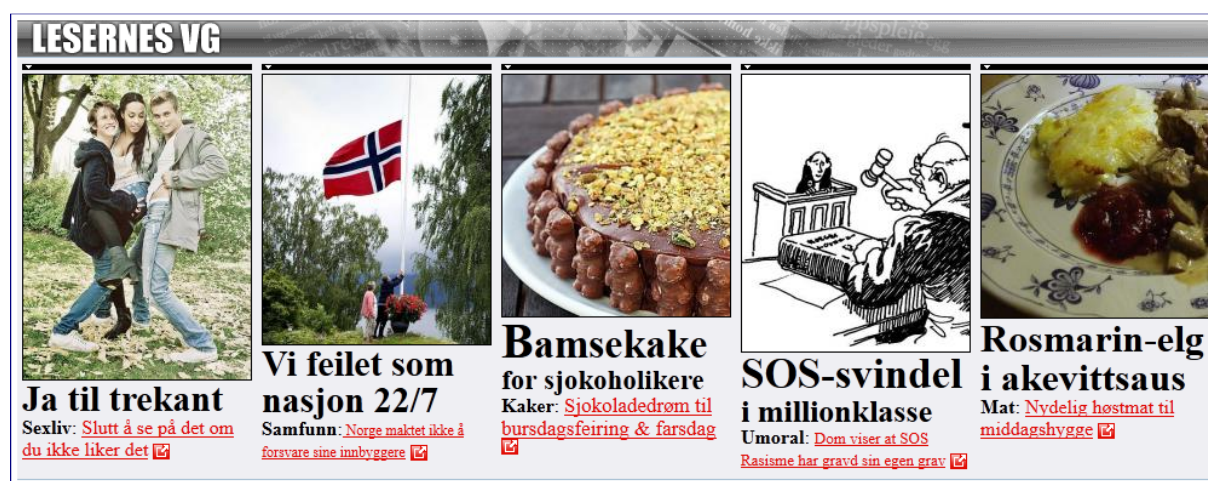 LESERNES VG
Ja til trekant
Sexliv: Slutt å se på det om
du ikke liker det
Vi feilet som
nasjon 22/7
Samfunn: Norge maktet ikke å
forsvare sine innbyggere
Bamsekake
for sjokoholikere
Kaker: Sjokoladedrøm til
bursdagsfeiring & farsdag
SOS-svindel
i millionklasse
Umoral: Dom viser at SOS
Rasisme har gravd sin egen grav
Rosmarin-elg
i akevittsaus
Mat: Nydelig høstmat til
middagshygge